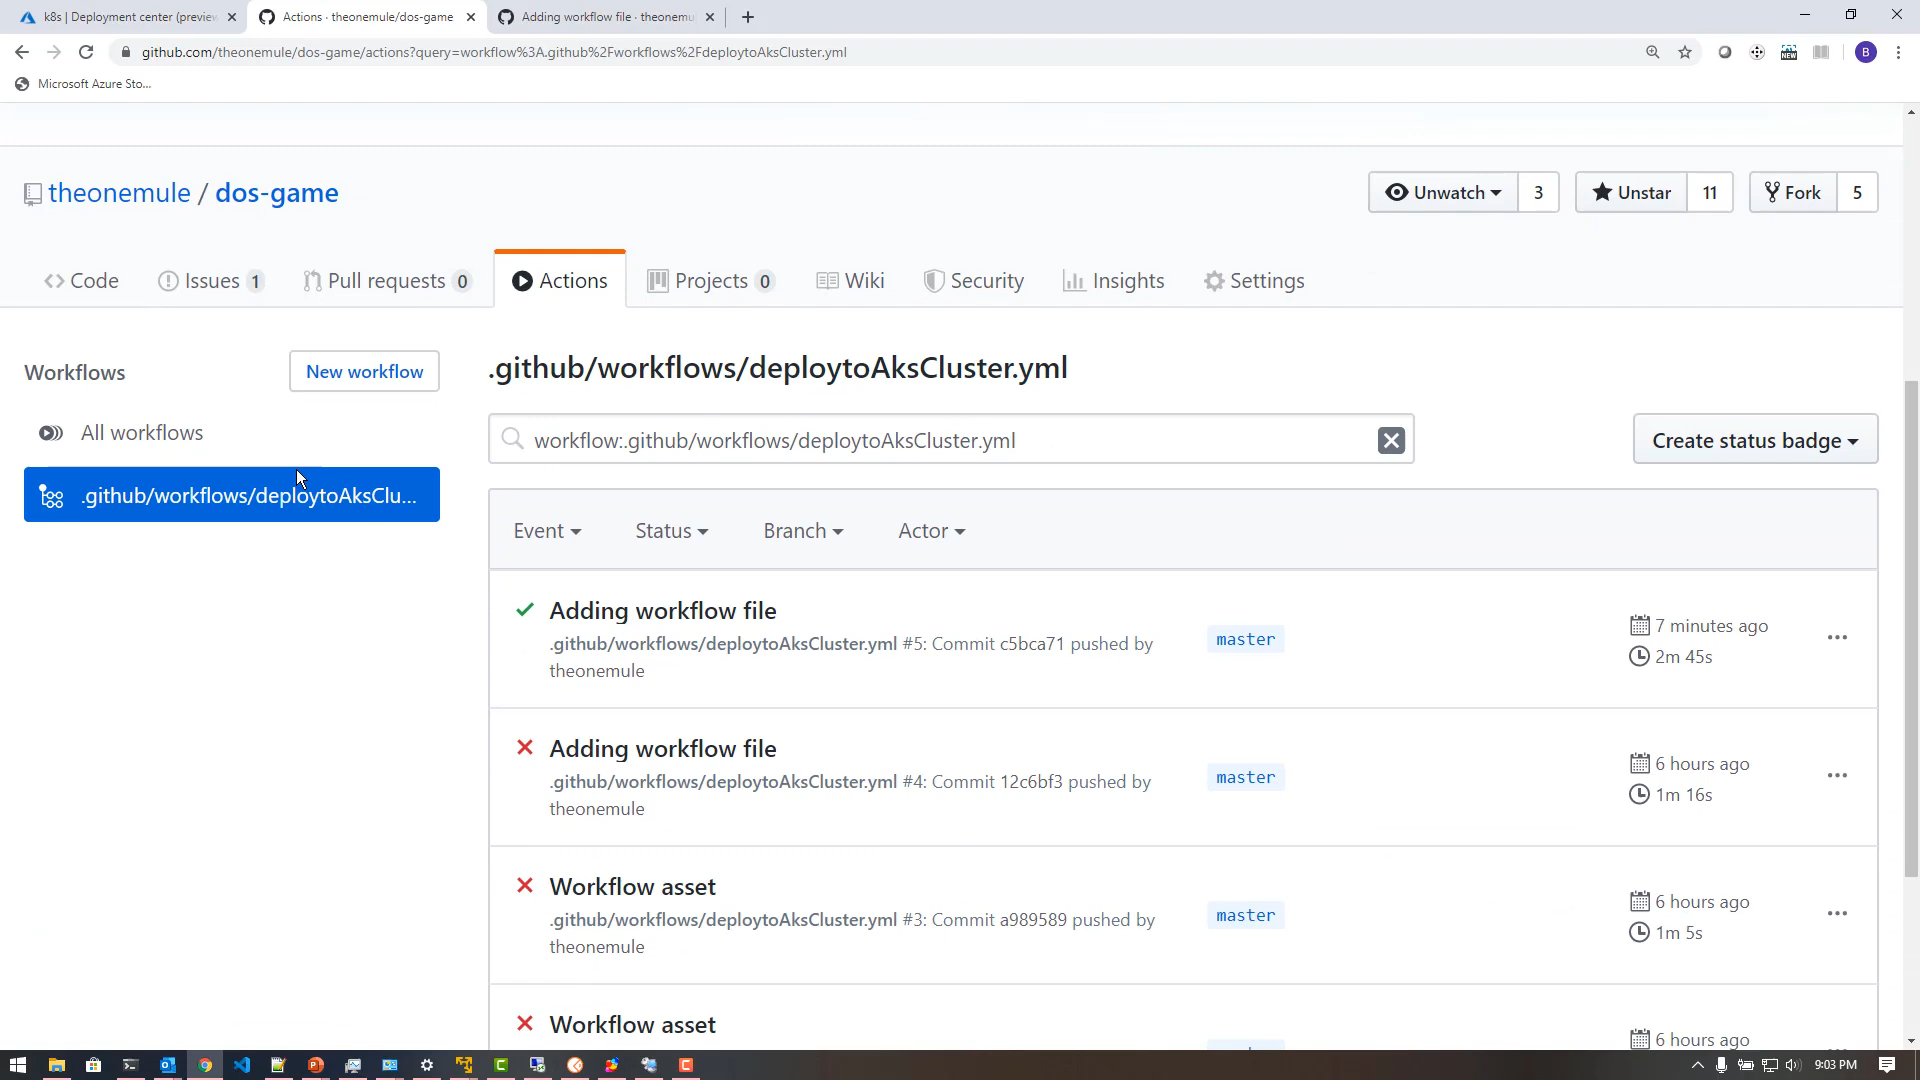 k8s | Deployment center (preview
Actions · theonemule/dos-game
Adding workflow file · theonemu
github.com/theonemule/dos-game/actions?query=workflow%3A.github%2Fworkflows%2FdeploytoAksCluster.yml
NEW
B
Microsoft Azure Sto...
theonemule / dos-game
Unwatch 3
Unstar 11
Fork 5
Code
Issues 1
Pull requests 0
Actions
Projects 0
Wiki
Security
Insights
Settings
Workflows
New workflow
All workflows
.github/workflows/deploytoAksClu...
.github/workflows/deploytoAksCluster.yml
workflow:.github/workflows/deploytoAksCluster.yml
Create status badge
Event
Status
Branch
Actor
Adding workflow file
.github/workflows/deploytoAksCluster.yml #5: Commit c5bca71 pushed by
theonemule
master
7 minutes ago
2m 45s
Adding workflow file
.github/workflows/deploytoAksCluster.yml #4: Commit 12c6bf3 pushed by
theonemule
master
6 hours ago
1m 16s
Workflow asset
.github/workflows/deploytoAksCluster.yml #3: Commit a989589 pushed by
theonemule
master
6 hours ago
1m 5s
Workflow asset
6 hours ago
9:03 PM